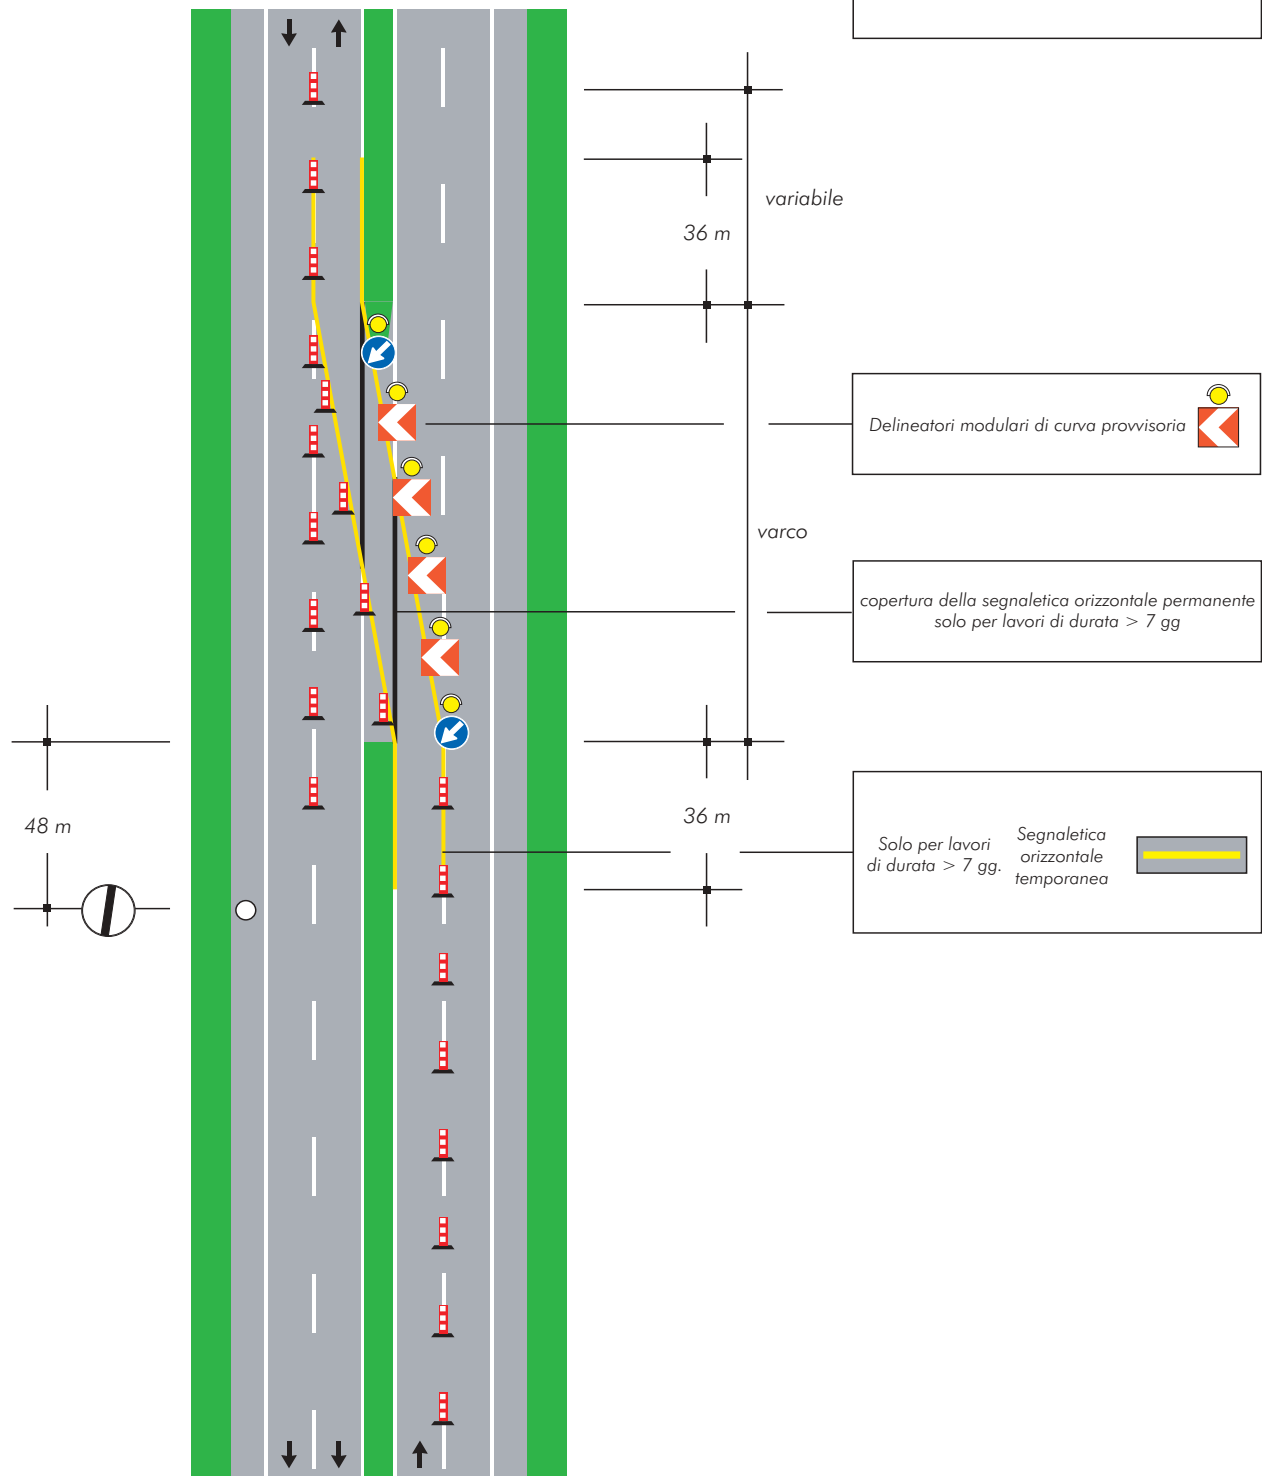 variabile
36 m
Delineatori modulari di curva provvisoria
varco
copertura della segnaletica orizzontale permanente
solo per lavori di durata > 7 gg
48 m
36 m
Solo per lavori
di durata > 7 gg.
Segnaletica
orizzontale
temporanea